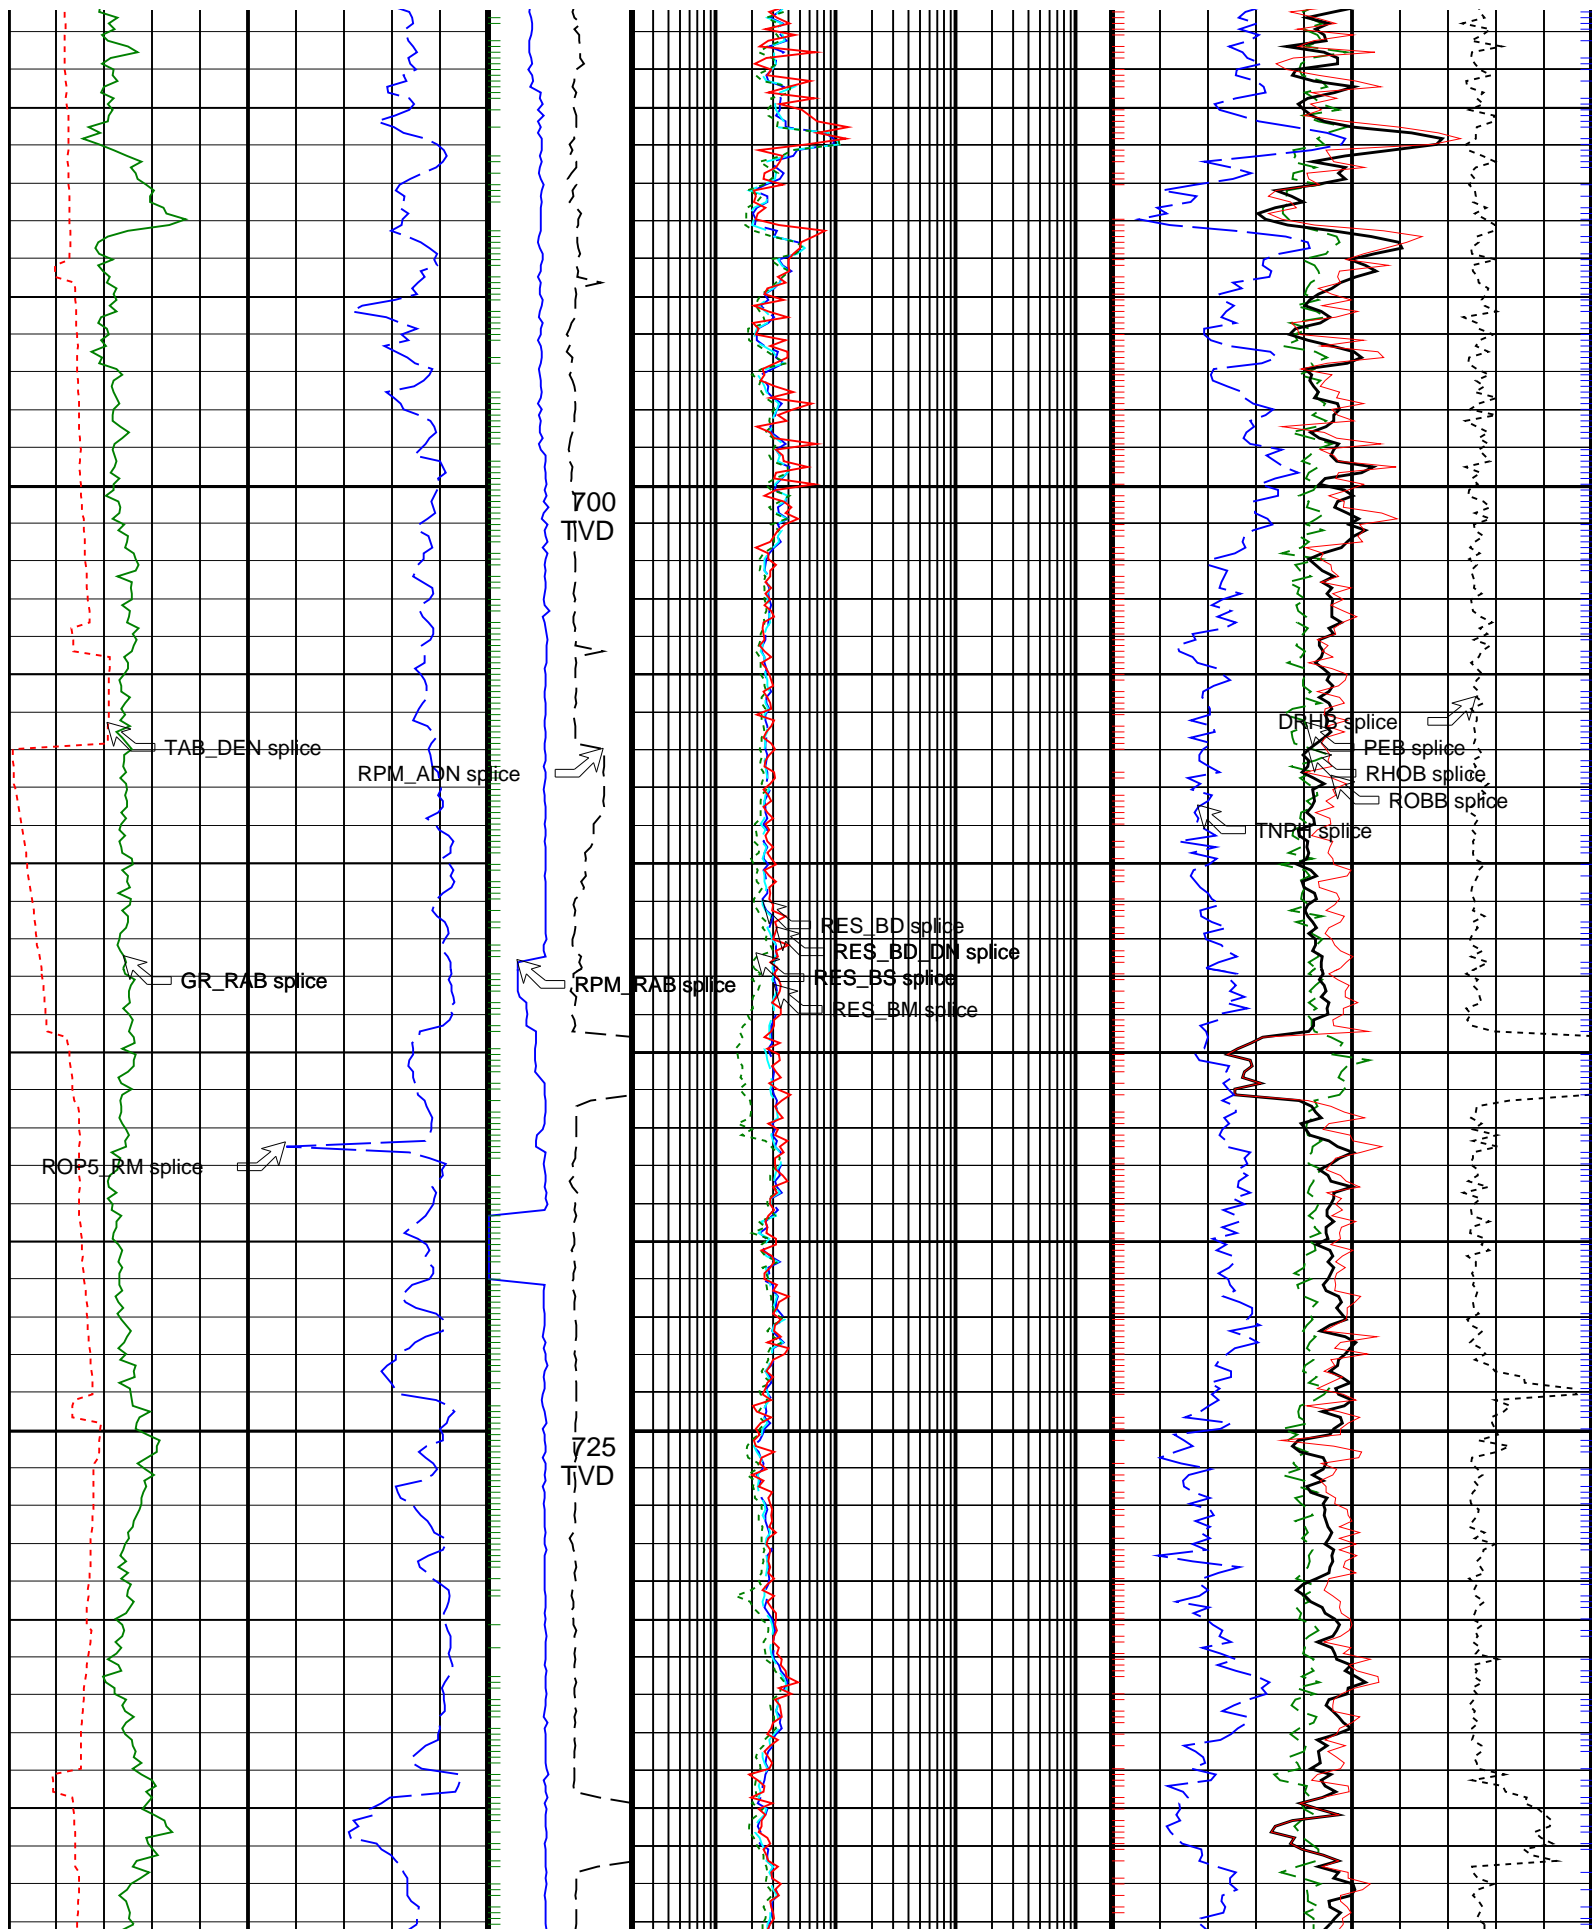 700
TVD
DRHB splice
TAB_DEN splice
PEB splice
RPM_ADN splice
RHOB splice
ROBB splice
TNPH splice
RES_BD splice
RES_BD_DN splice
GR_RAB splice
RPM_RAB splice
RES_BS splice
RES_BM splice
ROP5_RM splice
725
TVD